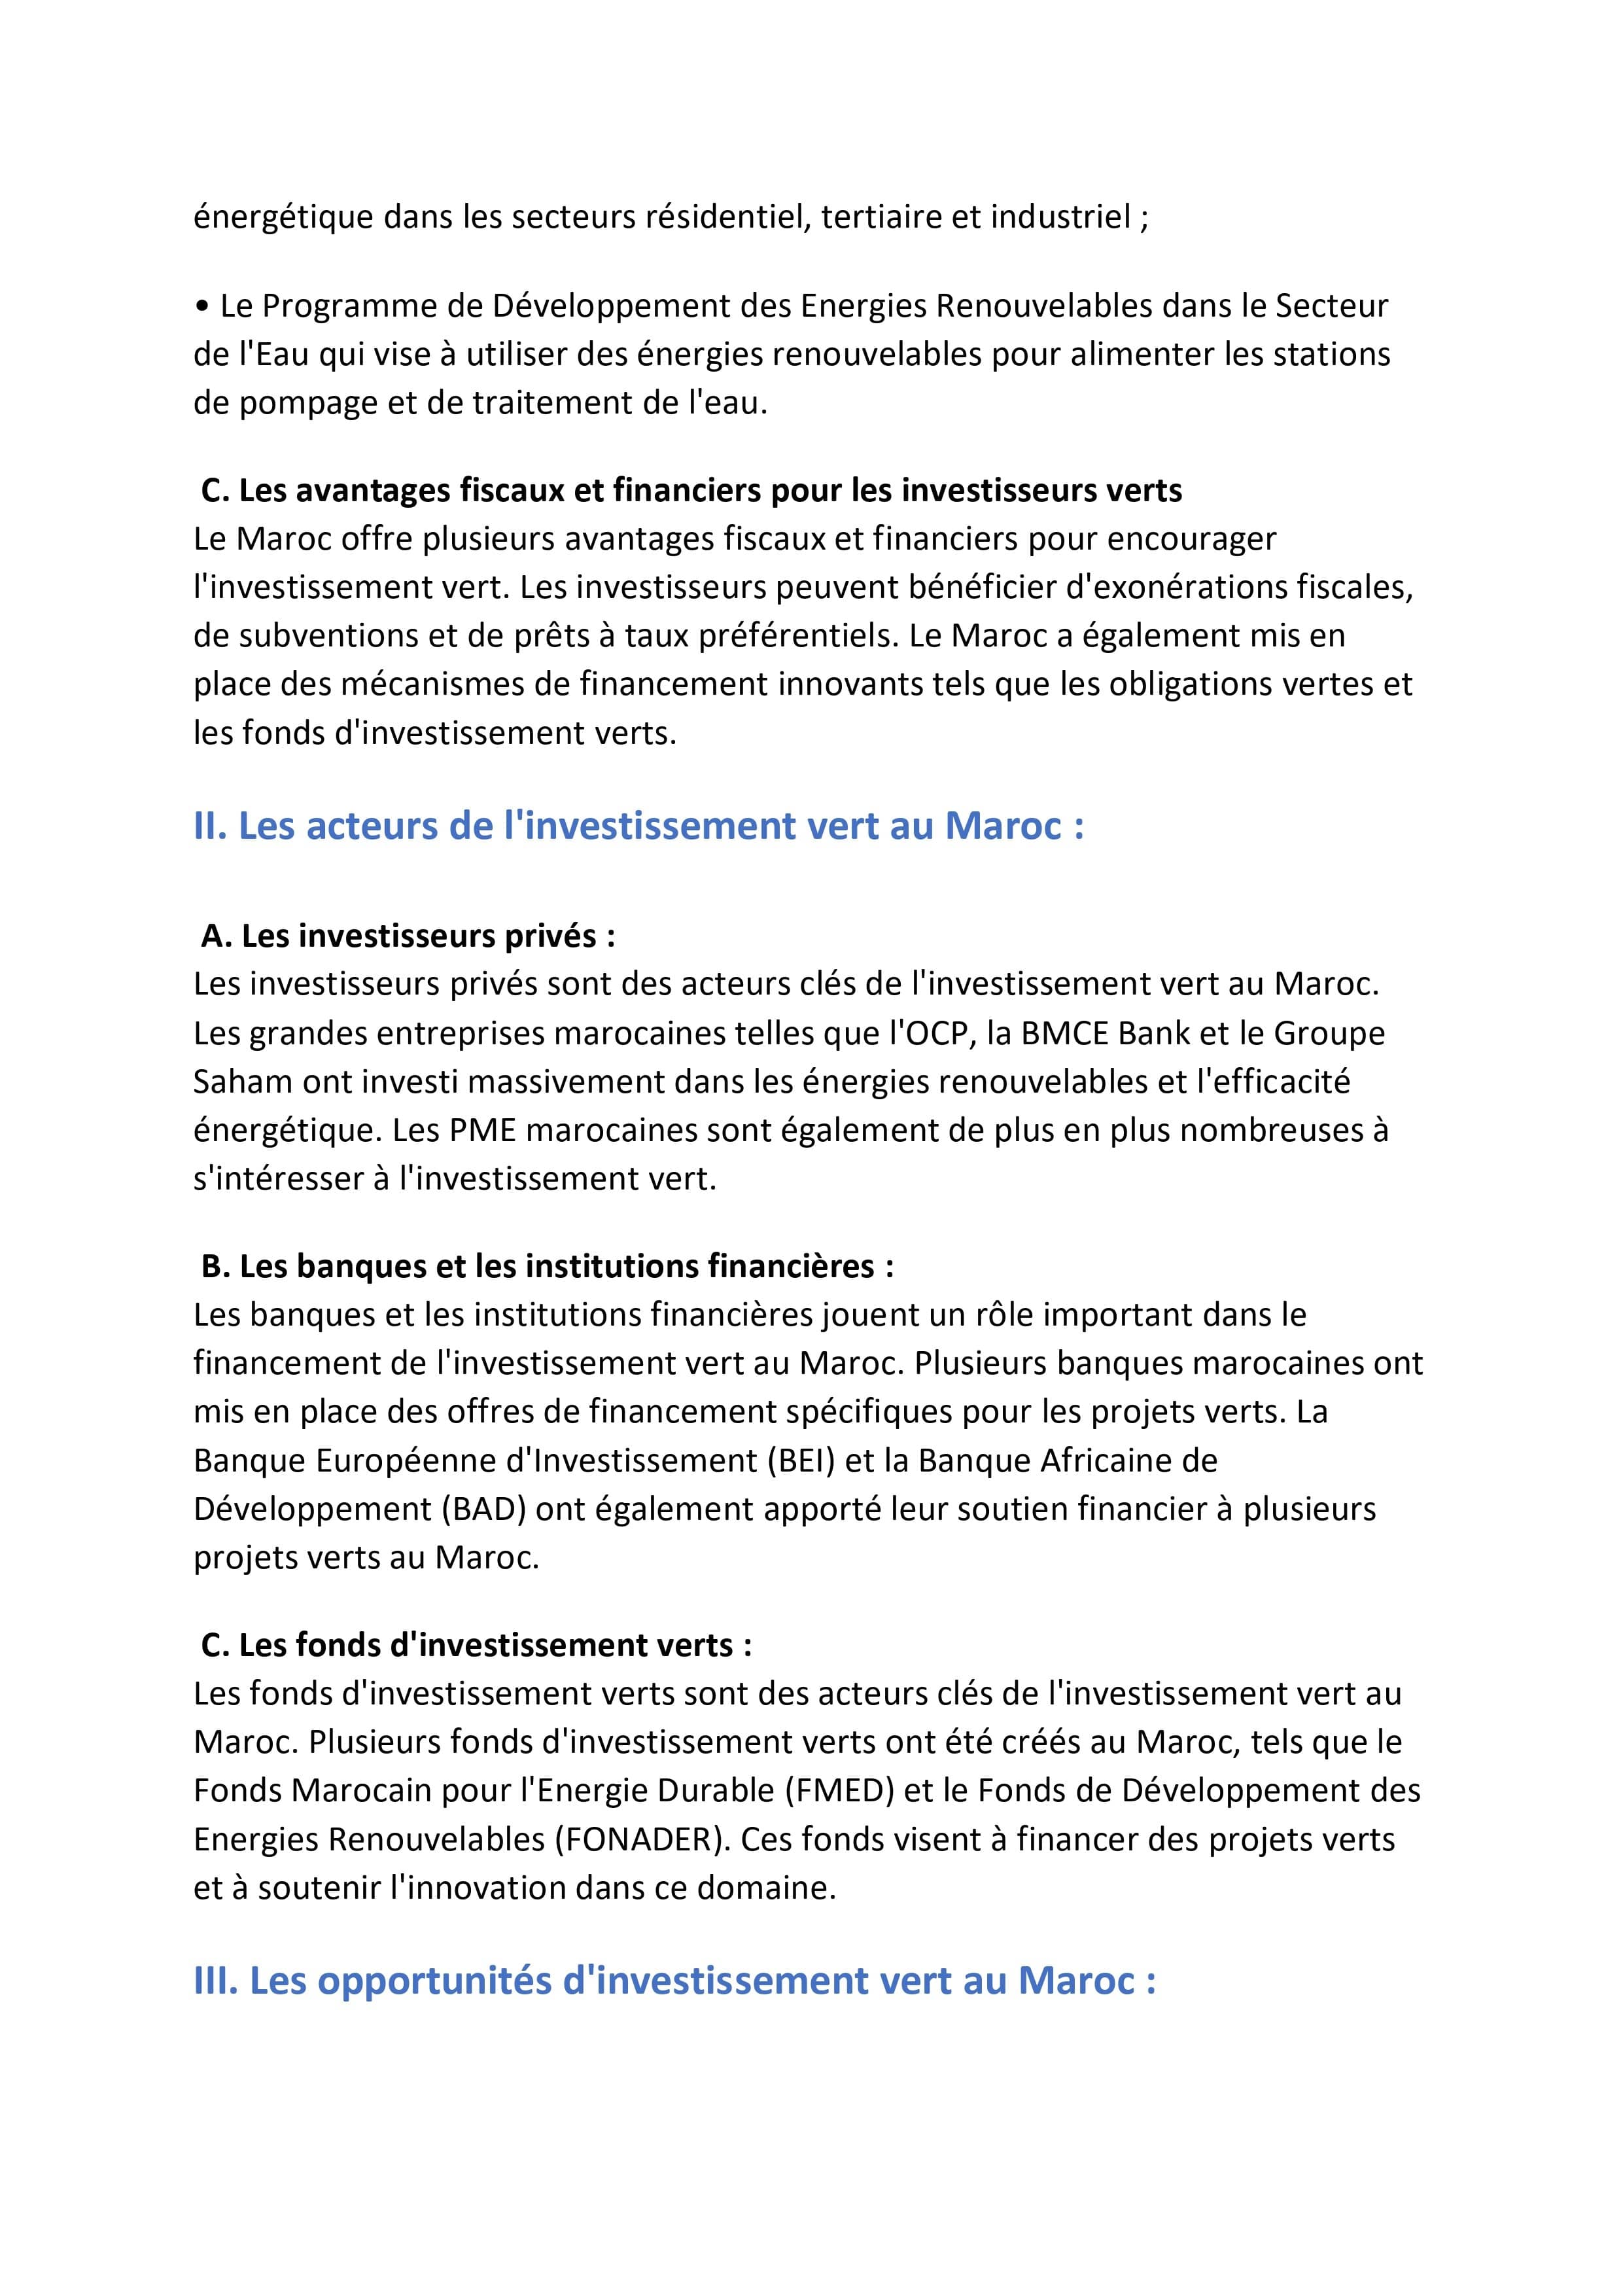 énergétique dans les secteurs résidentiel, tertiaire et industriel ;
• Le Programme de Développement des Energies Renouvelables dans le Secteur
de l'Eau qui vise à utiliser des énergies renouvelables pour alimenter les stations
de pompage et de traitement de l'eau.
C. Les avantages fiscaux et financiers pour les investisseurs verts
Le Maroc offre plusieurs avantages fiscaux et financiers pour encourager
l'investissement vert. Les investisseurs peuvent bénéficier d'exonérations fiscales,
de subventions et de prêts à taux préférentiels. Le Maroc a également mis en
place des mécanismes de financement innovants tels que les obligations vertes et
les fonds d'investissement verts.
II. Les acteurs de l'investissement vert au Maroc :
A. Les investisseurs privés :
Les investisseurs privés sont des acteurs clés de l'investissement vert au Maroc.
Les grandes entreprises marocaines telles que l'OCP, la BMCE Bank et le Groupe
Saham ont investi massivement dans les énergies renouvelables et l'efficacité
énergétique. Les PME marocaines sont également de plus en plus nombreuses à
s'intéresser à l'investissement vert.
B. Les banques et les institutions financières :
Les banques et les institutions financières jouent un rôle important dans le
financement de l'investissement vert au Maroc. Plusieurs banques marocaines ont
mis en place des offres de financement spécifiques pour les projets verts. La
Banque Européenne d'Investissement (BEI) et la Banque Africaine de
Développement (BAD) ont également apporté leur soutien financier à plusieurs
projets verts au Maroc.
C. Les fonds d'investissement verts :
Les fonds d'investissement verts sont des acteurs clés de l'investissement vert au
Maroc. Plusieurs fonds d'investissement verts ont été créés au Maroc, tels que le
Fonds Marocain pour l'Energie Durable (FMED) et le Fonds de Développement des
Energies Renouvelables (FONADER). Ces fonds visent à financer des projets verts
et à soutenir l'innovation dans ce domaine.
III. Les opportunités d'investissement vert au Maroc :